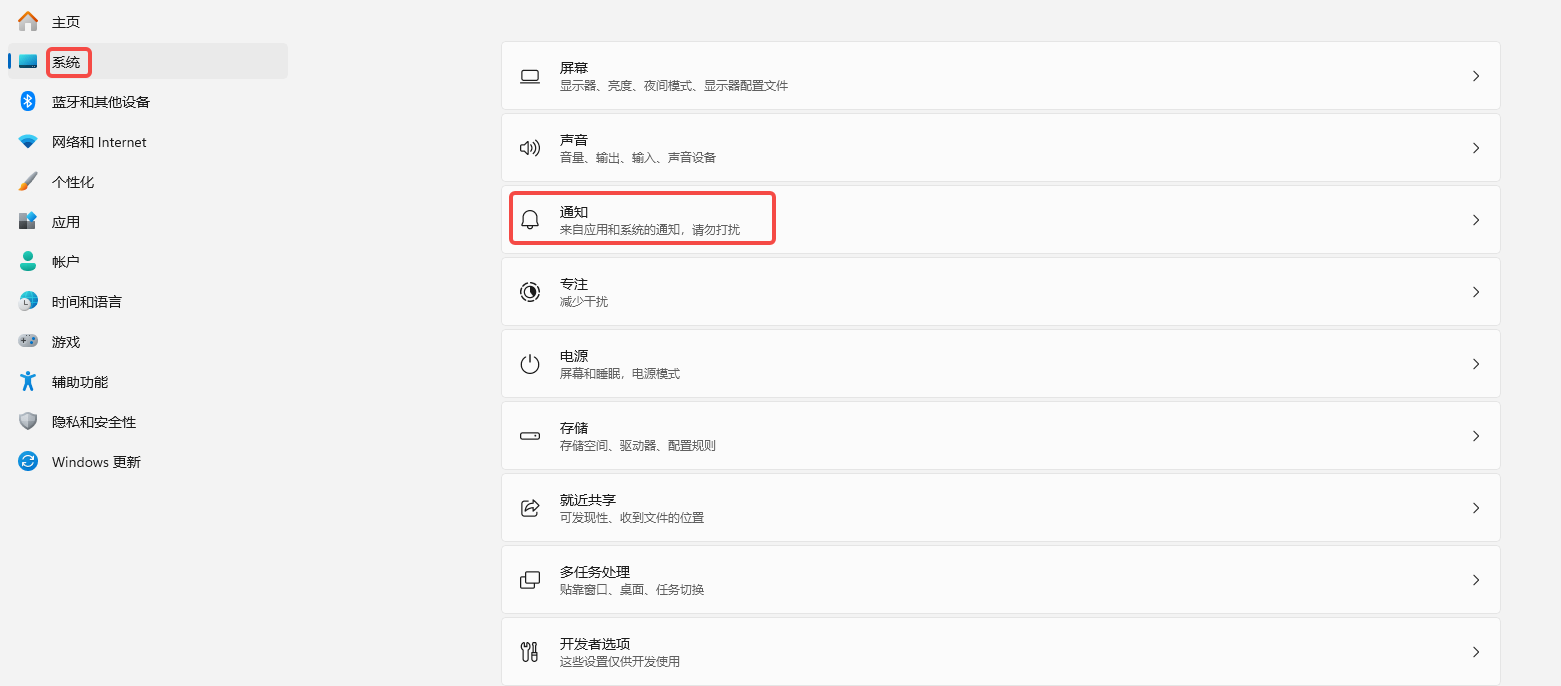 主页
系统
蓝牙和其他设备
网络和 Internet
个性化
应用
帐户
时间和语言
游戏
辅助功能
隐私和安全性
Windows 更新
屏幕
显示器、亮度、夜间模式、显示器配置文件
声音
音量、输出、输入、声音设备
通知
来自应用和系统的通知，请勿打扰
专注
减少干扰
电源
屏幕和睡眠，电源模式
存储
存储空间、驱动器、配置规则
就近共享
可发现性、收到文件的位置
多任务处理
贴靠窗口、桌面、任务切换
开发者选项
这些设置仅供开发使用